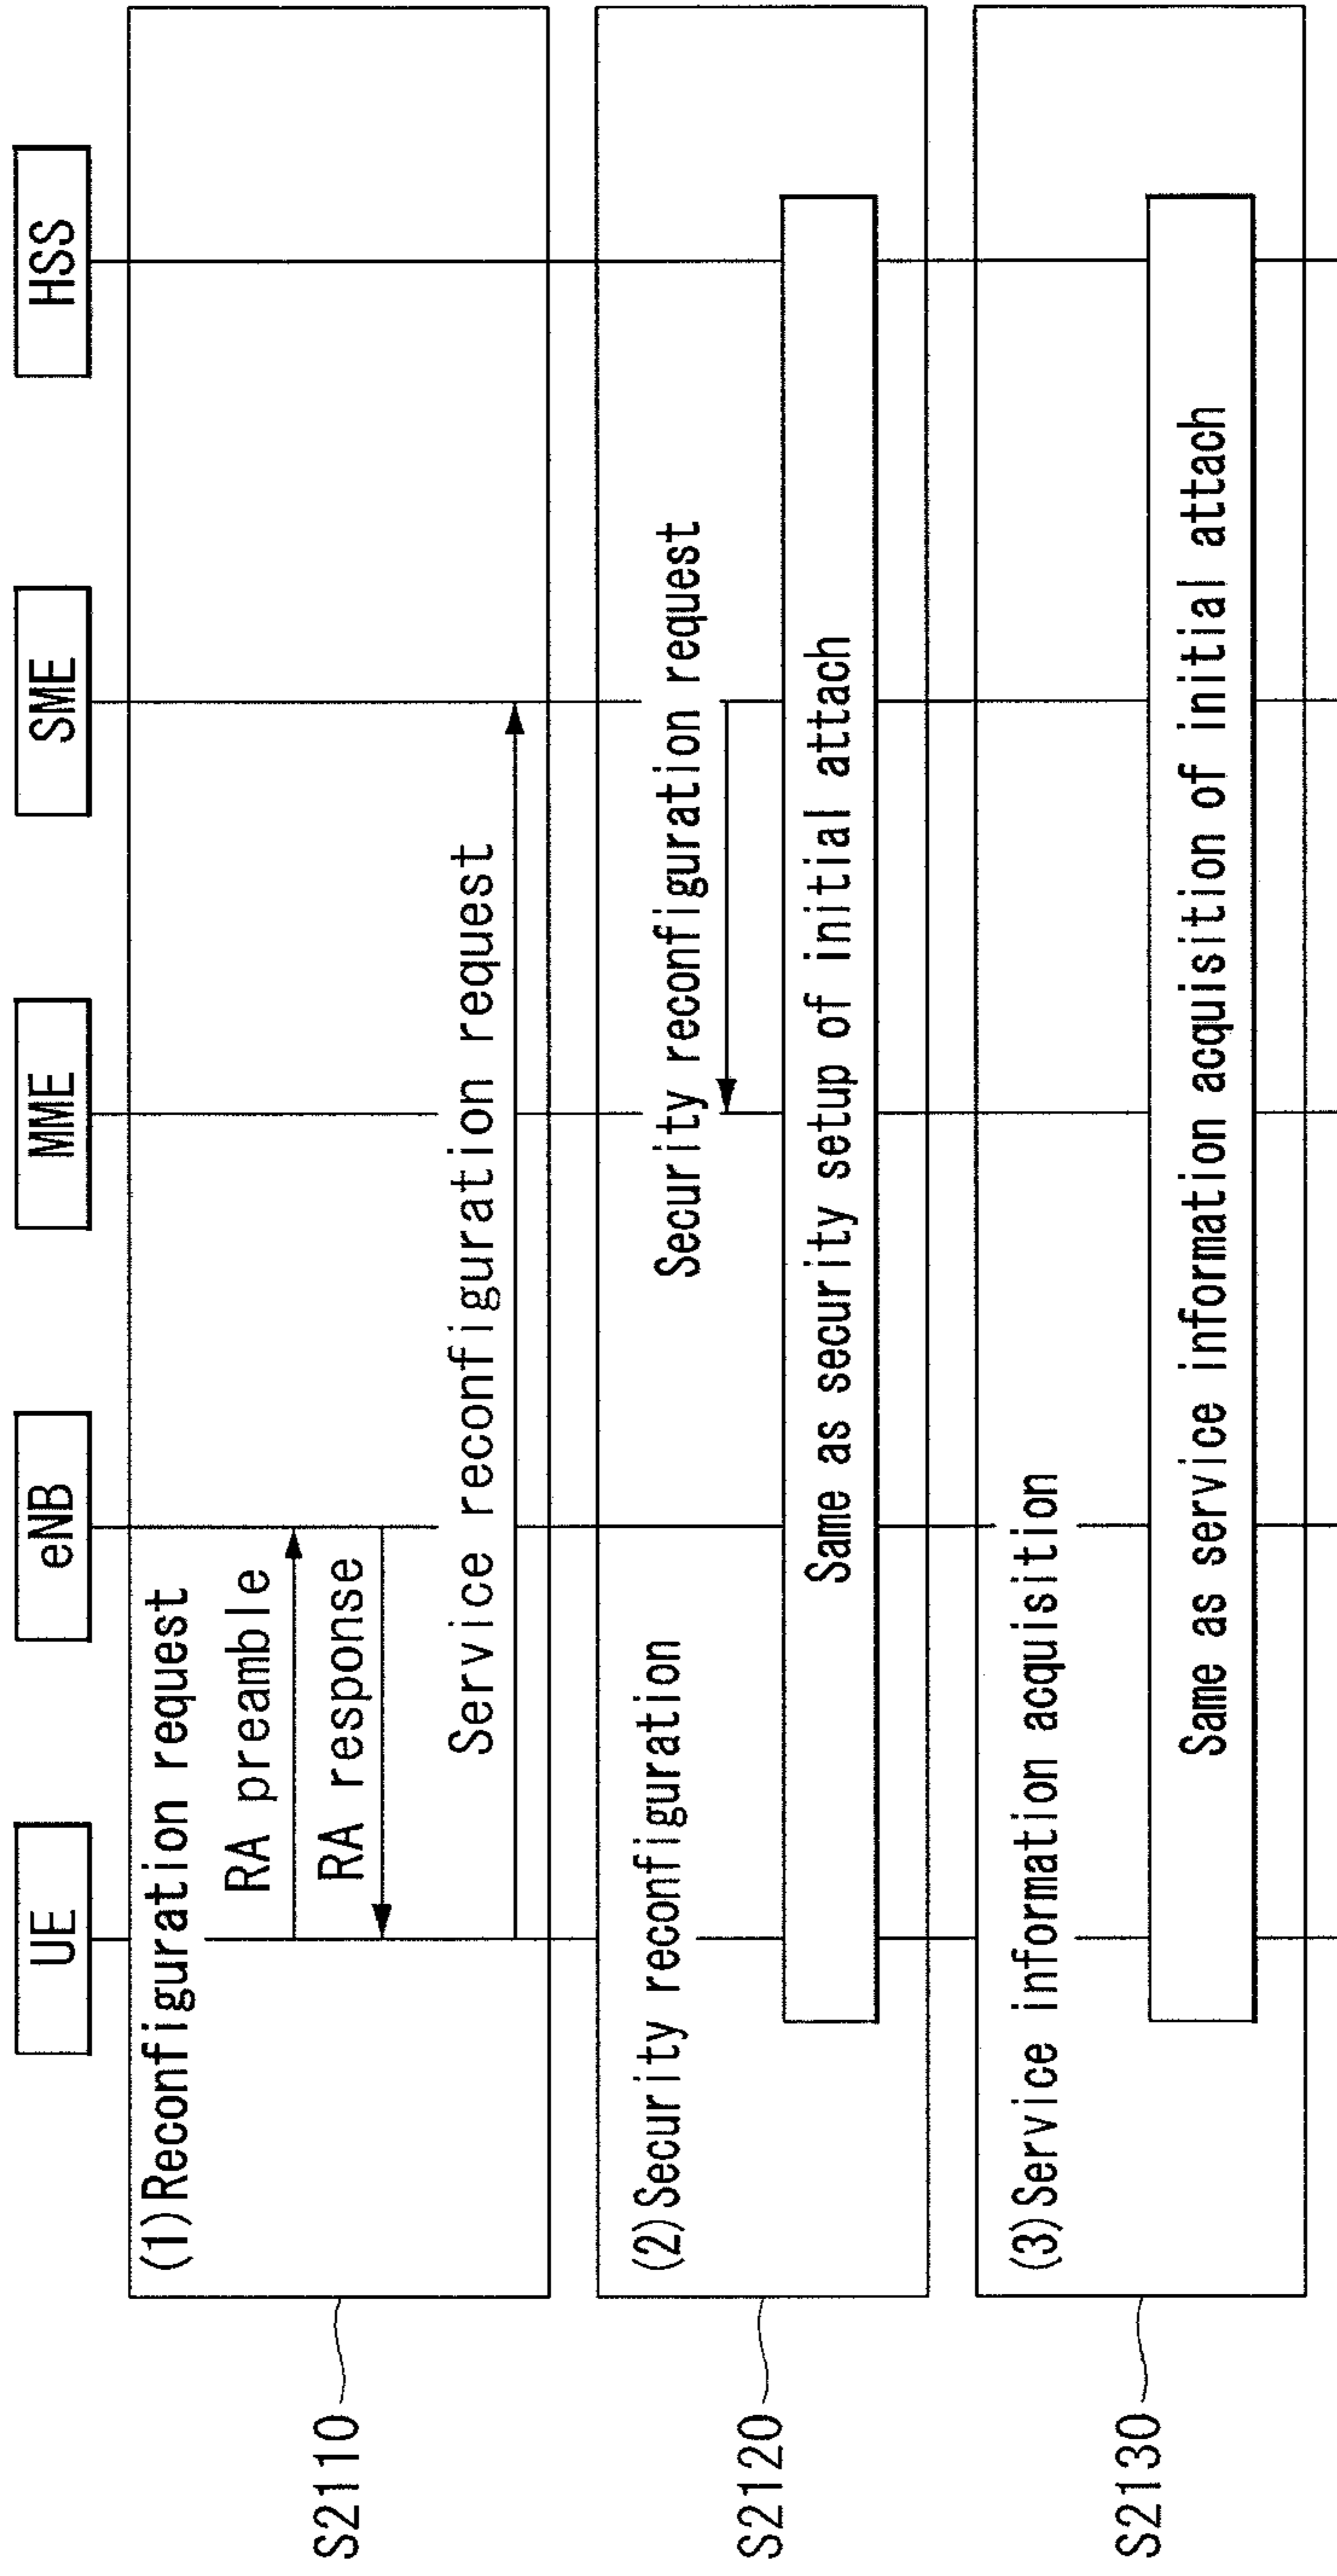 UE
eNB
MME
SME
HSS
S2110
(1)Reconfiguration request
RA preamble
RA response
Service reconfiguration request
S2120
(2)Security reconfiguration
Security reconfiguration request
Same as security setup of initial attach
S2130
(3)Service information acquisition
Same as service information acquisition of initial attach